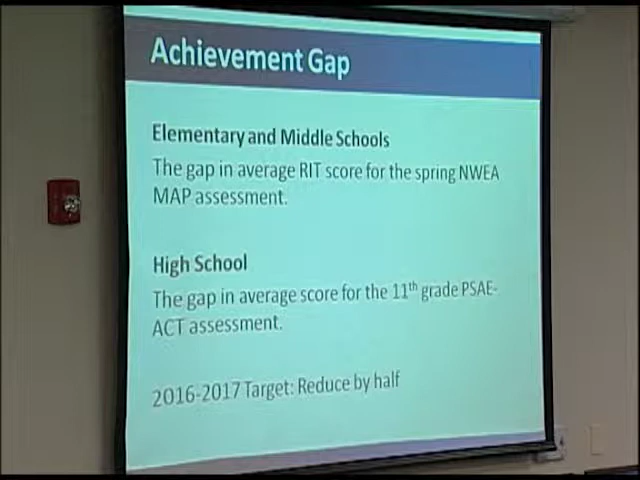 Achievement Gap
Elementary and Middle Schools
The gap in average RIT score for the spring NWEA
MAP assessment.
High School
The gap in average score for the 11th grade PSAE-
ACT assessment.
2016-2017 Target: Reduce by half